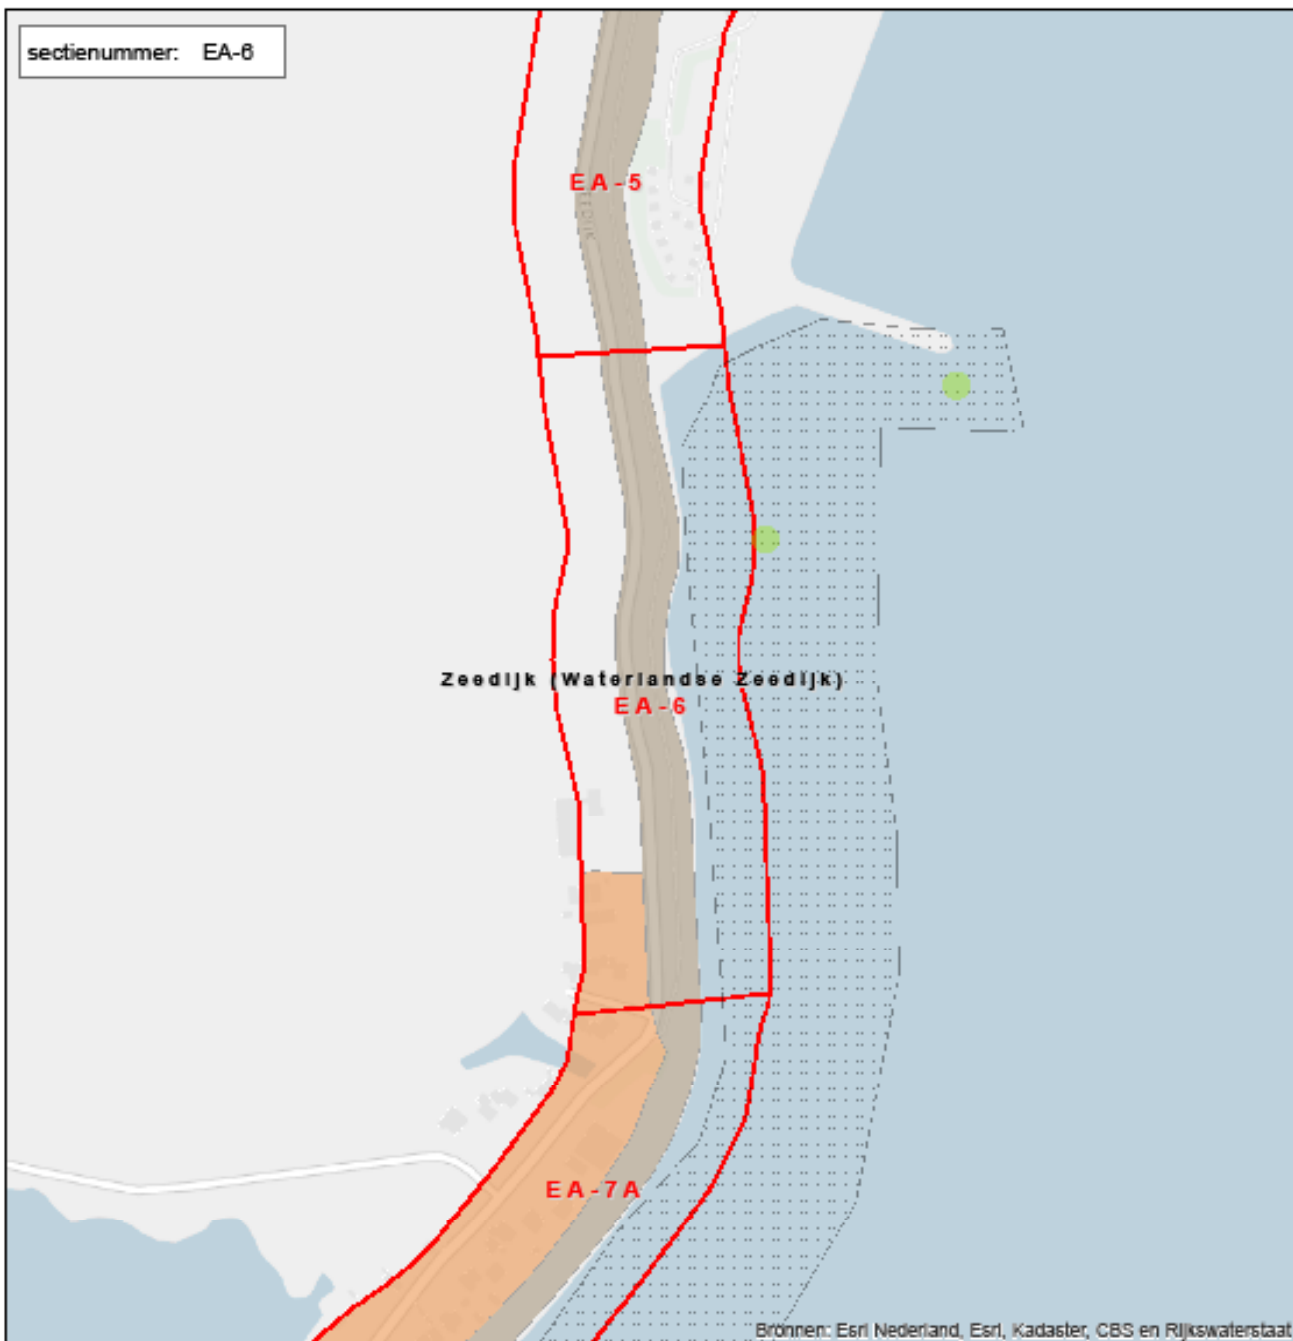 sectienummer: EA-6
EA-5
Zeedijk (Waterlandse Zeedijk)
EA-6
EA-7A
Bronnen: Esri Nederland, Esri, Kadaster, CBS en Rijkswaterstaat